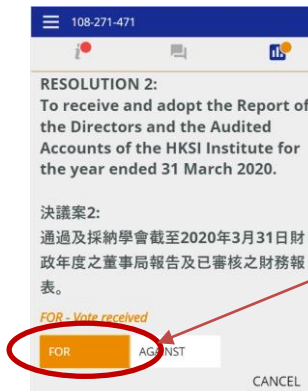 108-271-471
RESOLUTION 2:
To receive and adopt the Report of
the Directors and the Audited
Accounts of the HKSI Institute for
the year ended 31 March 2020.
決議案2:
通過及採納學會截至2020年3月31日財
政年度之董事局報告及已審核之財務報
表。
FOR - Vote received
FOR AGAINST
CANCEL